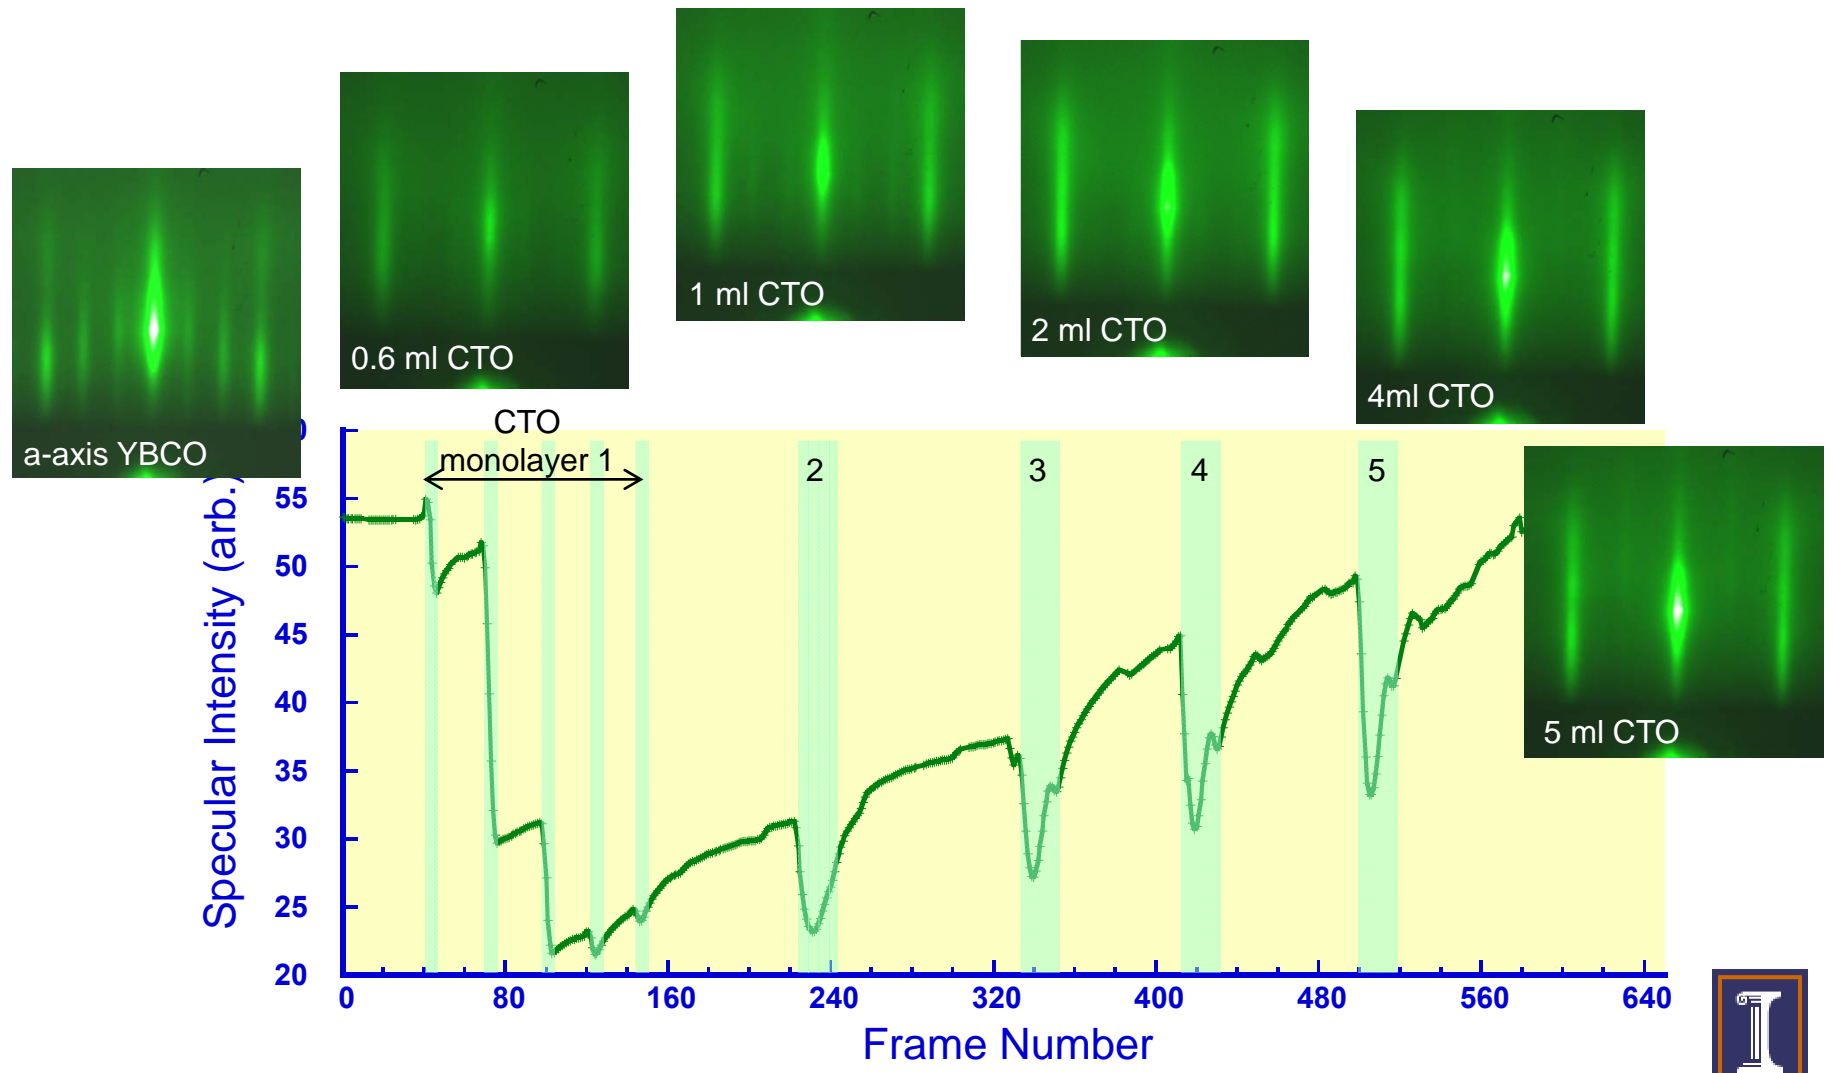 a-axis YBCO
0.6 ml CTO
1 ml CTO
2 ml CTO
4ml CTO
5 ml CTO
CTO
monolayer 1
2
3
4
5
Specular Intensity (arb.)
55
50
45
40
35
30
25
20
0
80
160
240
320
400
480
560
640
Frame Number